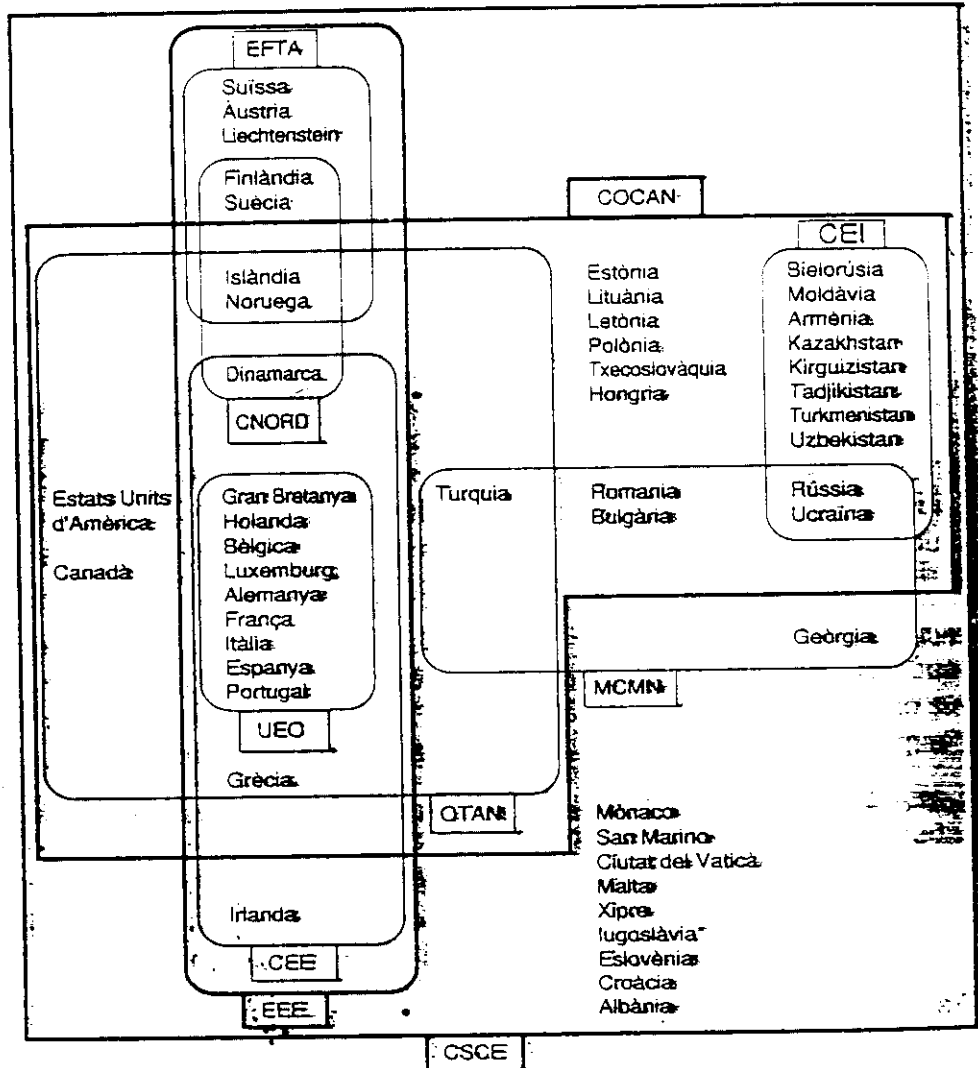 EFTA
Suïssa
Àustria
Liechtenstein
Finlàndia
Suècia
COCAN
CEI
Islàndia
Noruega
Estònia
Lituània
Letònia
Polònia
Txecoslovàquia
Hongria
Bielorúsia
Moldàvia
Armènia
Kazakhstan
Kirguizistan
Tadjikistan
Turkmenistan
Uzbekistan
Dinamarca
CNORD
Estats Units
d'Amèrica
Canadà
Gran Bretanya
Holanda
Bèlgica
Luxemburg
Alemanya
França
Itàlia
Espanya
Portugal
UEO
Turquia
Romania
Bulgària
Rússia
Ucraïna
Geòrgia
MCMN
Grècia
OTAN
Mònaco
San Marino
Ciutat del Vaticà
Malta
Xipre
Iugoslàvia
Eslovènia
Croàcia
Albània
Irlanda
CEE
EEE
CSCE